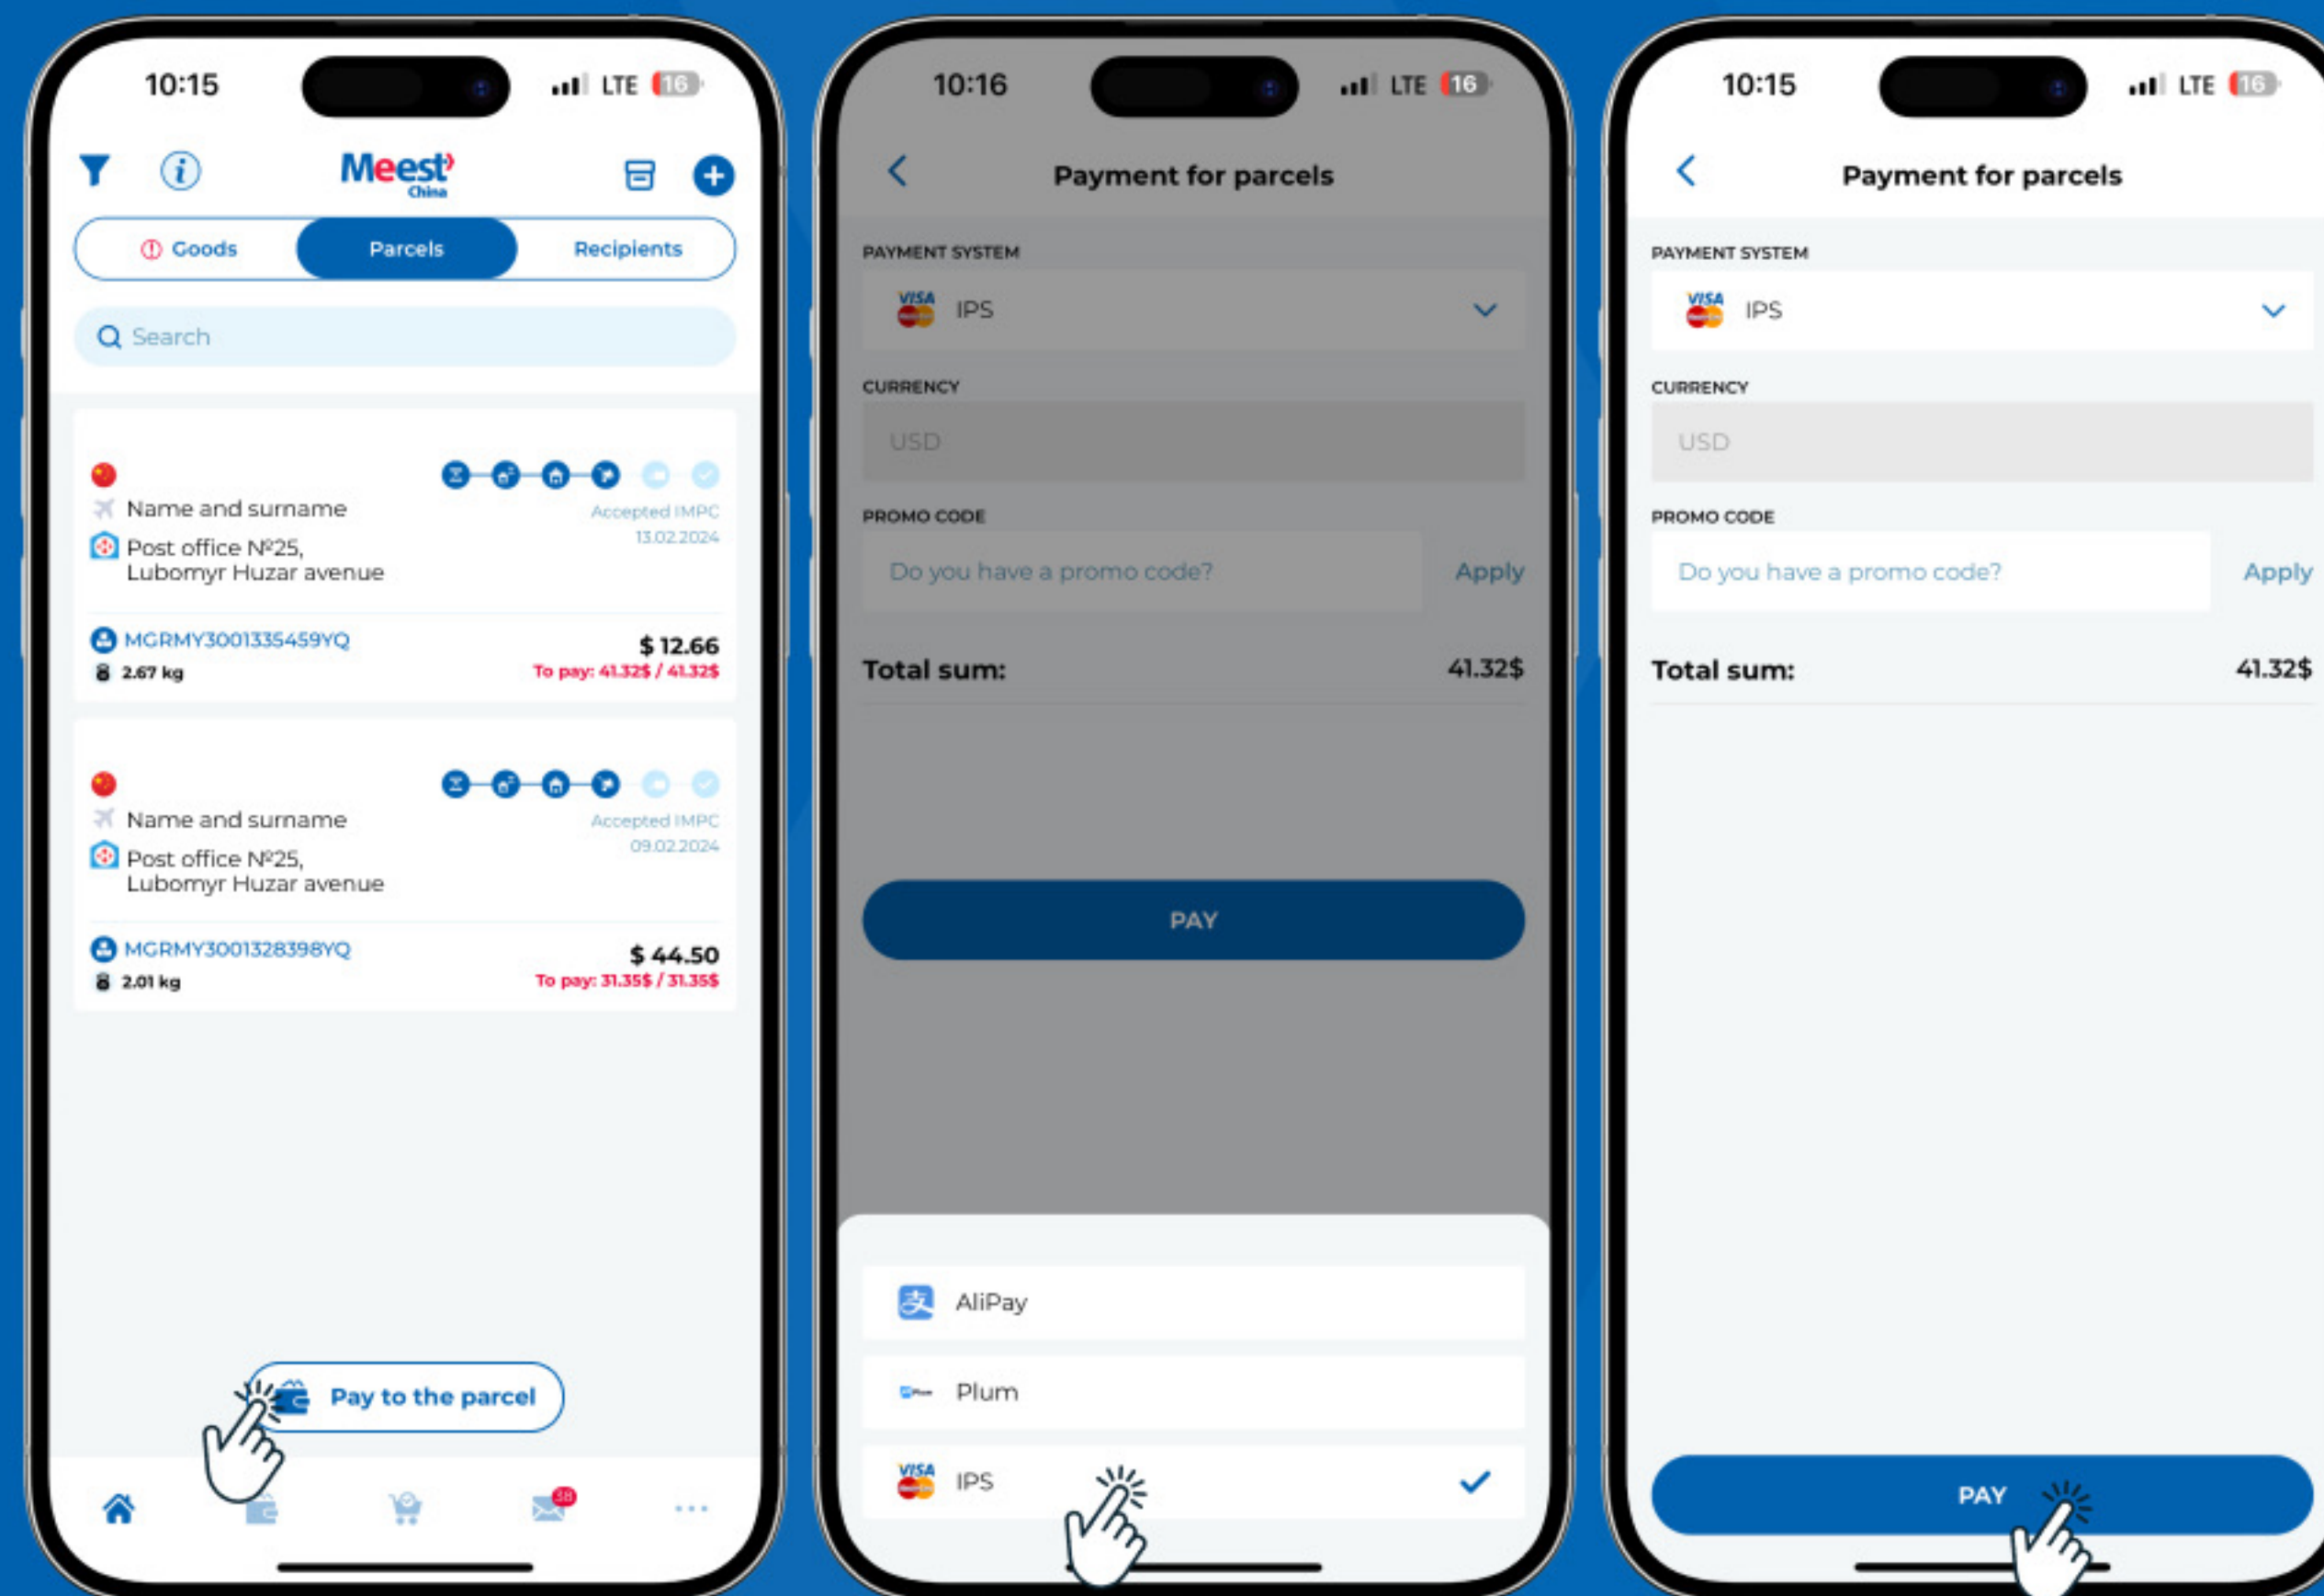 10:15
LTE 16
Meest
China
Goods
Parcels
Recipients
Search
Name and surname
Accepted IMPC
13.02.2024
Post office №25,
Lubomyr Huzar avenue
MGRMY3001335459YQ
$ 12.66
2.67 kg
To pay: 41.32$ / 41.32$
Name and surname
Accepted IMPC
09.02.2024
Post office №25,
Lubomyr Huzar avenue
MGRMY3001328398YQ
$ 44.50
2.01 kg
To pay: 31.35$ / 31.35$
Pay to the parcel
38
10:16
LTE 16
Payment for parcels
PAYMENT SYSTEM
VISA
IPS
CURRENCY
USD
PROMO CODE
Do you have a promo code?
Apply
Total sum:
41.32$
PAY
支
AliPay
Plum
Plum
VISA
IPS
10:15
LTE 16
Payment for parcels
PAYMENT SYSTEM
VISA
IPS
CURRENCY
USD
PROMO CODE
Do you have a promo code?
Apply
Total sum:
41.32$
PAY